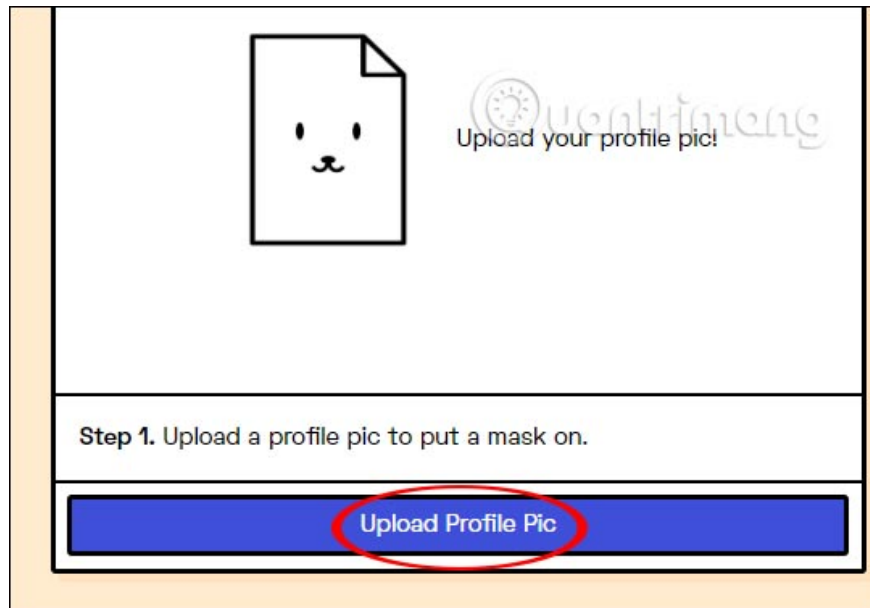 Quantrimang
Upload your profile pic!
Step 1. Upload a profile pic to put a mask on.
Upload Profile Pic